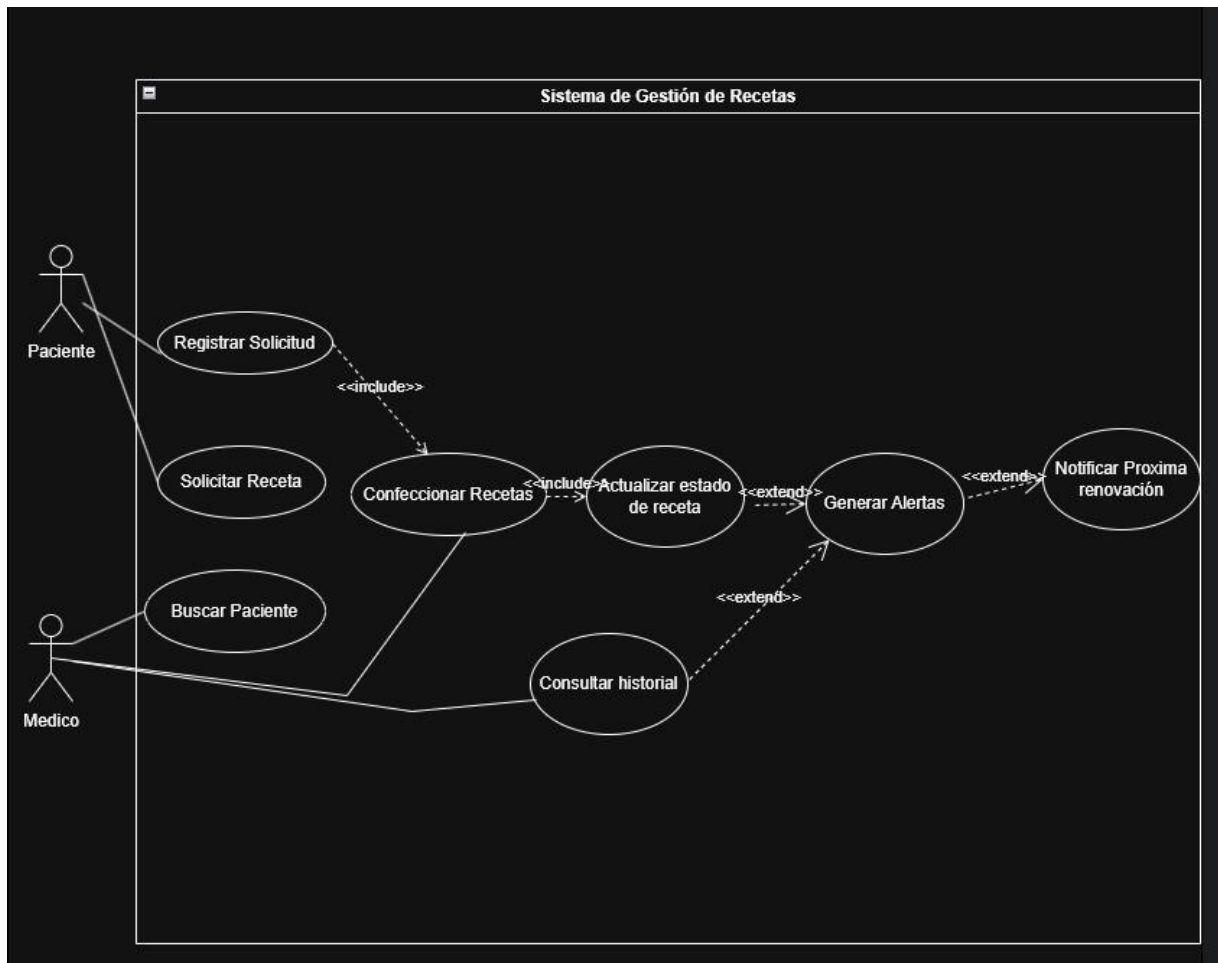 Sistema de Gestión de Recetas
Paciente
Registrar Solicitud
<<include>>
Solicitar Receta
Confeccionar Recetas
<<include>>
Actualizar estado
de receta
<<extend>>
Generar Alertas
<<extend>>
Notificar Proxima
renovación
Buscar Paciente
<<extend>>
Medico
Consultar historial